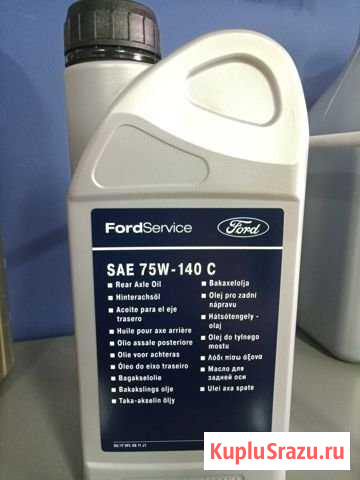 FordService
Ford
SAE 75W-140 C
Rear Axle Oil
Hinterachsöl
Aceite para el eje
trasero
Huile pour axe arrière
Olio assale posteriore
Olie voor achteras
Óleo do eixo traseiro
Bagakselolie
Bakakslings olje
Taka-akselin öljy
Bakaxelolja
Olej pro zadní
nápravu
Hátsótengely -
olaj
Olej do tylnego
mostu
Λάδι πίσω άξονα
Масло для
задней оси
Ulei axa spate
KupluSrazu.ru